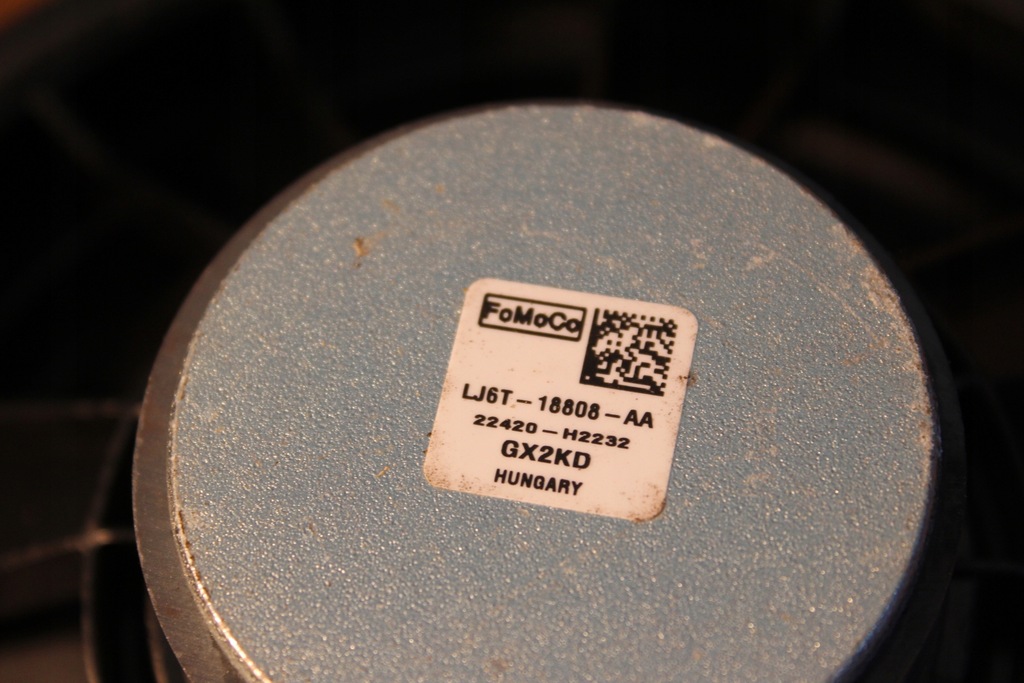 FoMoCo
LJ6T-18808-AA
22420-H2232
GX2KD
HUNGARY